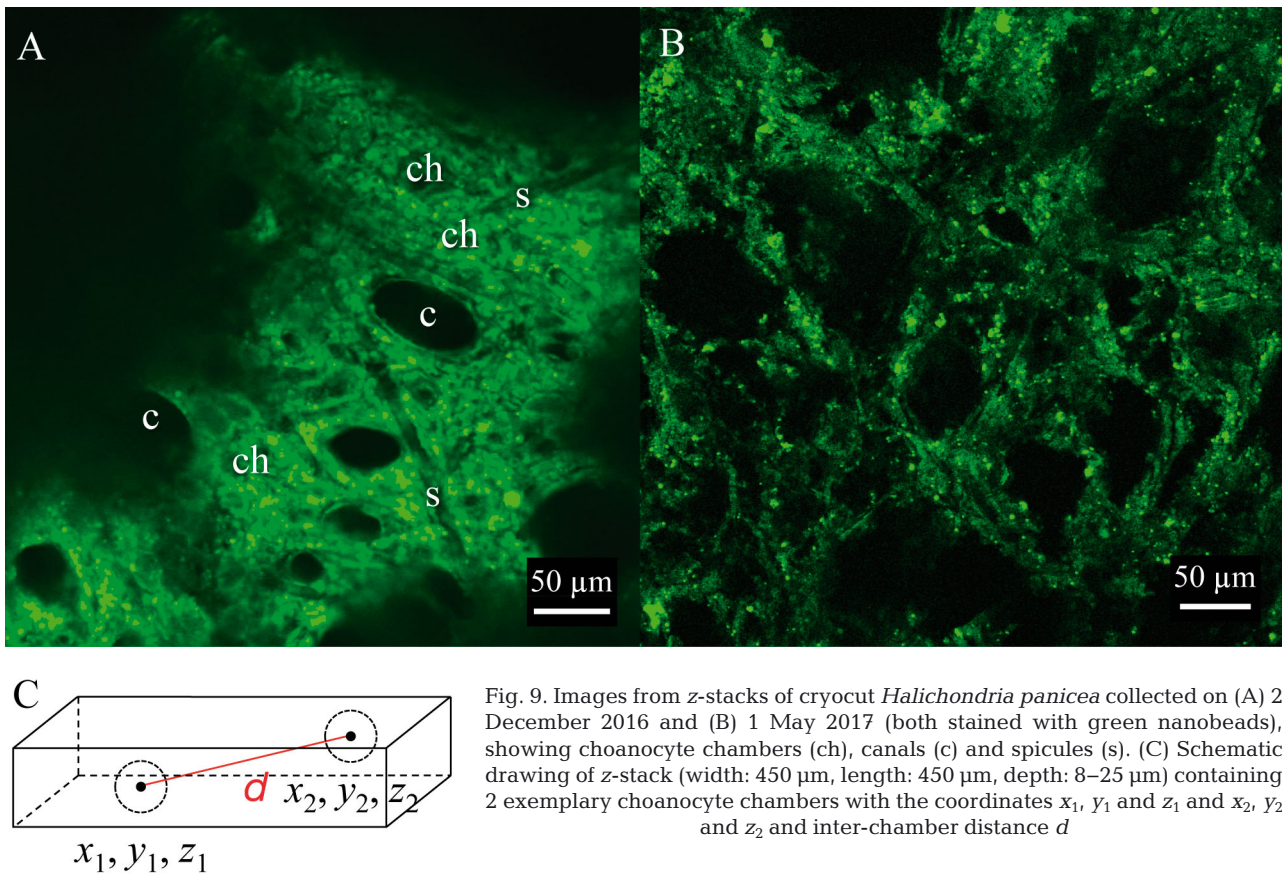 A
B
ch
s
ch
c
c
ch
s
50 µm
50 µm
C
d
x₂, y₂, z₂
x₁, y₁, z₁
Fig. 9. Images from z-stacks of cryocut Halichondria panicea collected on (A) 2
December 2016 and (B) 1 May 2017 (both stained with green nanobeads),
showing choanocyte chambers (ch), canals (c) and spicules (s). (C) Schematic
drawing of z-stack (width: 450 µm, length: 450 µm, depth: 8–25 µm) containing
2 exemplary choanocyte chambers with the coordinates x₁, y₁ and z₁ and x₂, y₂
and z₂ and inter-chamber distance d